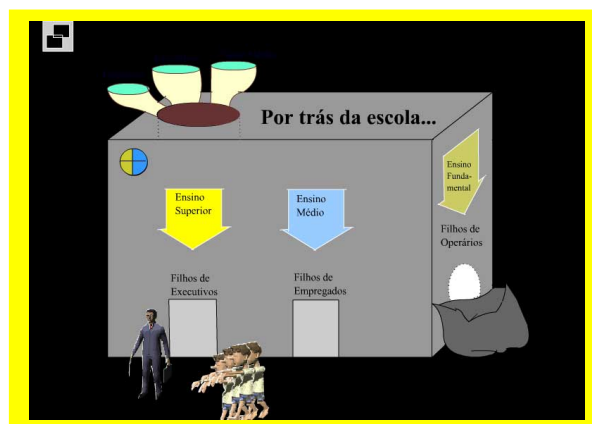 Por trás da escola...
Ensino
Superior
Ensino
Médio
Ensino
Funda-
mental
Filhos de
Executivos
Filhos de
Empregados
Filhos de
Operários